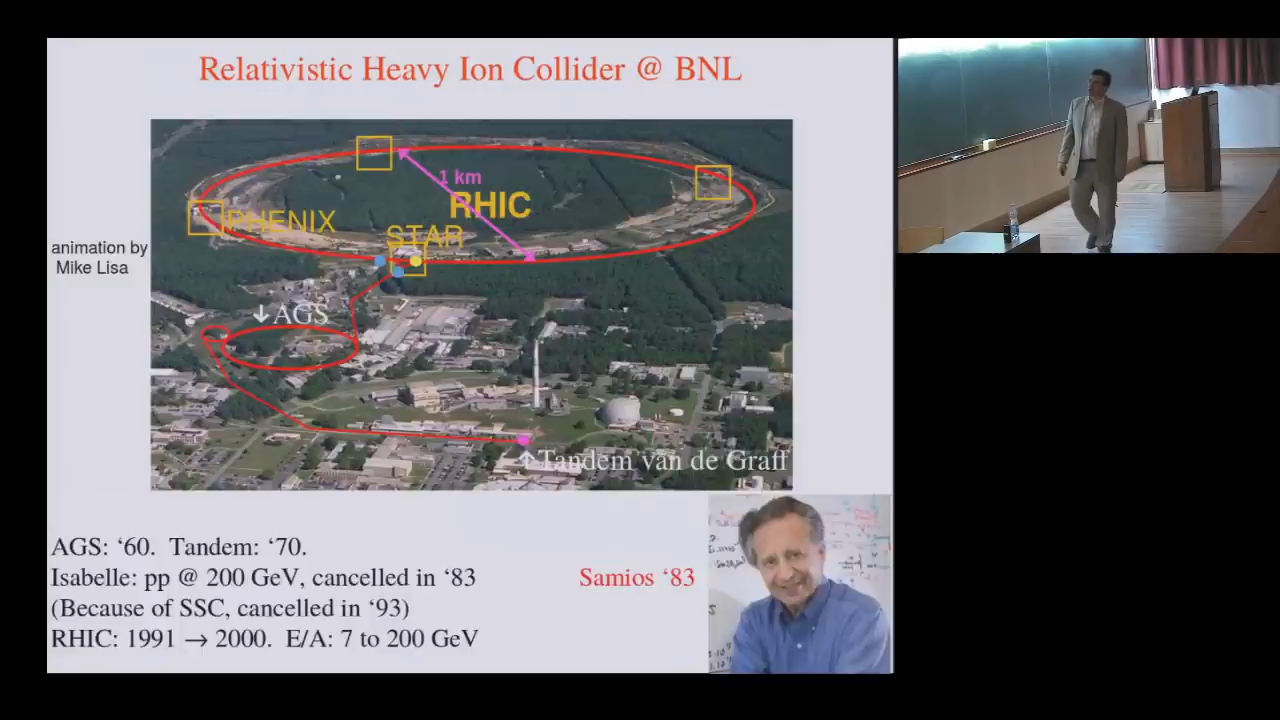 Relativistic Heavy Ion Collider @ BNL
1 km
RHIC
PHENIX
STAR
animation by
Mike Lisa
↓ AGS
↑Tandem van de Graff
AGS: ‘60. Tandem: ‘70.
Isabelle: pp @ 200 GeV, cancelled in ‘83
Samios ‘83
(Because of SSC, cancelled in ‘93)
RHIC: 1991 → 2000. E/A: 7 to 200 GeV